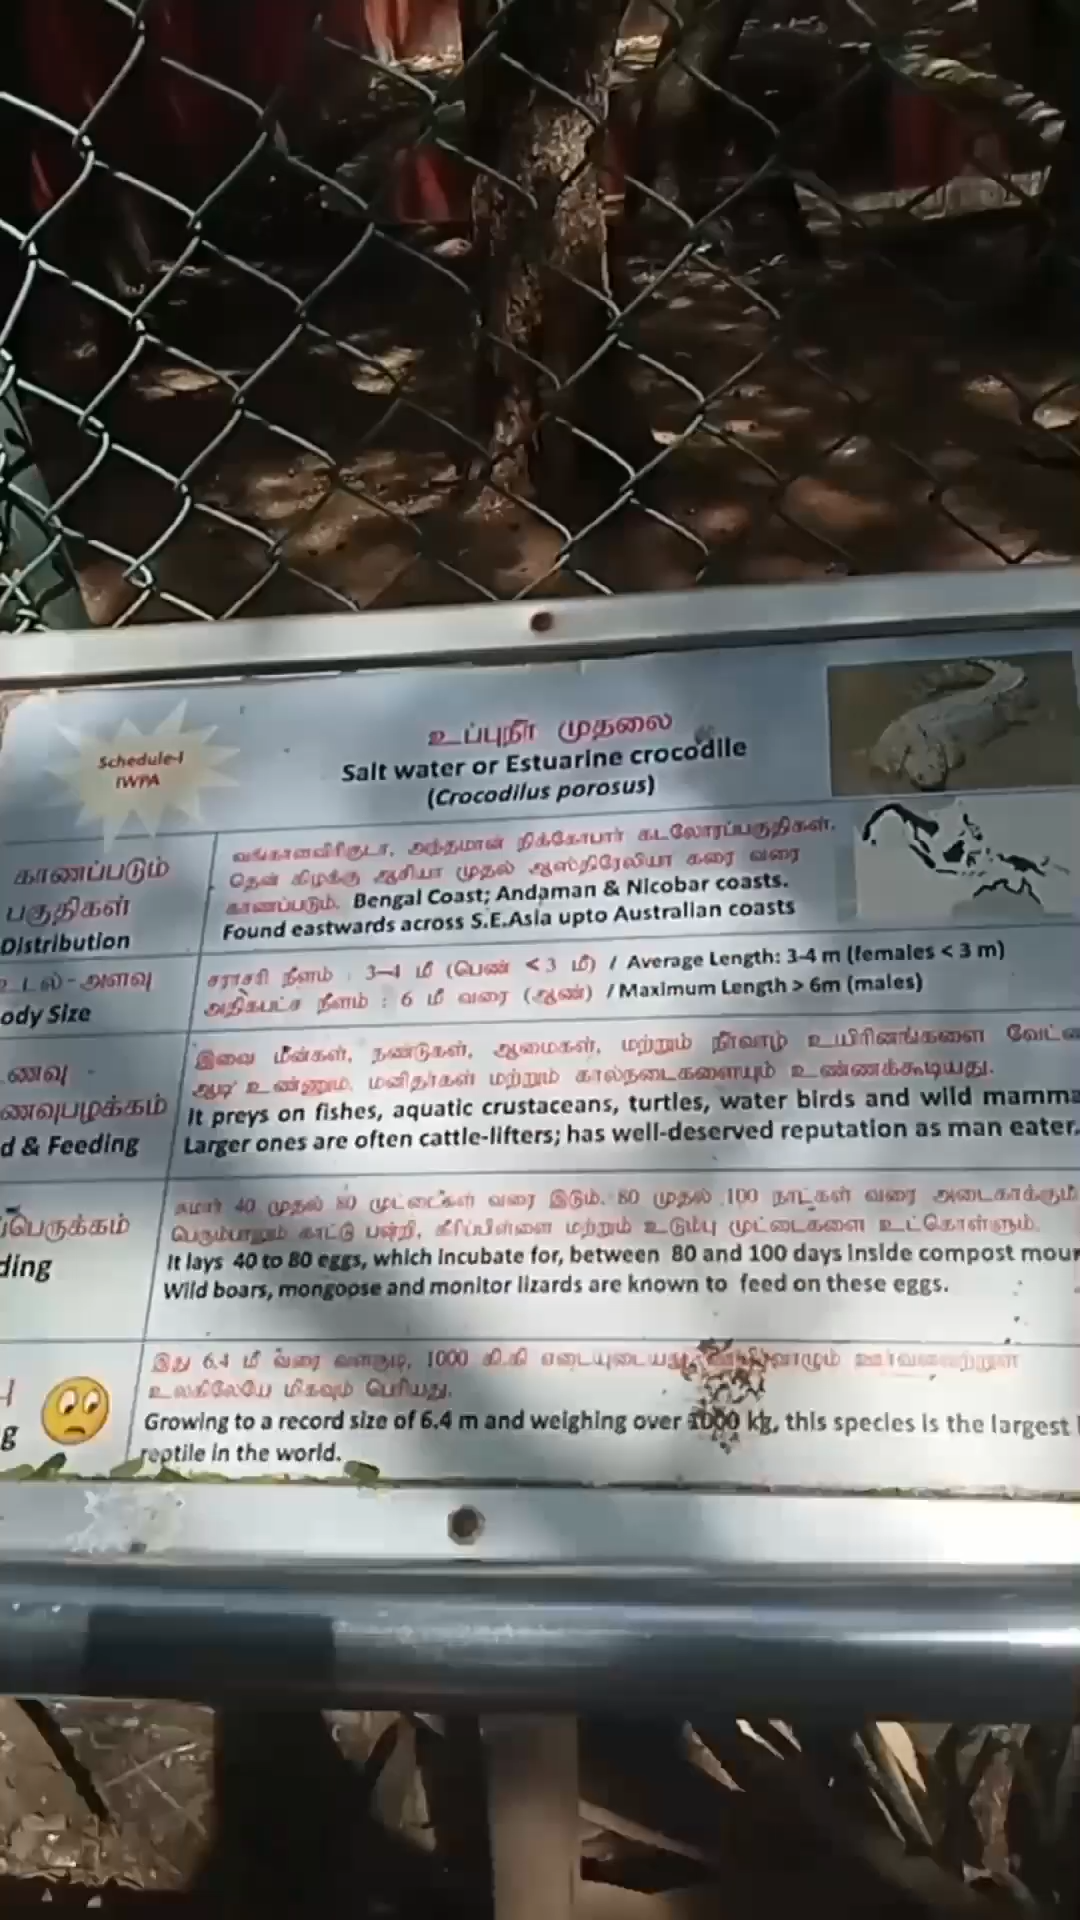 Schedule-I
IWPA
உப்புநீர் முதலை
Salt water or Estuarine crocodile
(Crocodilus porosus)
காணப்படும்
பகுதிகள்
Distribution
வங்காளவிரிகுடா, அந்தமான் நிக்கோபார் கடலோரப்பகுதிகள்.
தென் கிழக்கு ஆசியா முதல் ஆஸ்திரேலியா கரை வரை
காணப்படும். Bengal Coast; Andaman & Nicobar coasts.
Found eastwards across S.E.Asia upto Australian coasts
உடல்-அளவு
ody Size
சராசரி நீளம் : 3-4 மீ (பெண் < 3 மீ) / Average Length: 3-4 m (females < 3 m)
அதிகபட்ச நீளம் : 6 மீ வரை (ஆண்) / Maximum Length > 6m (males)
ணவு
ணவுபழக்கம்
d & Feeding
இவை மீன்கள், நண்டுகள், ஆமைகள், மற்றும் நீர்வாழ் உயிரினங்களை
ஆடி உண்ணும். மனிதர்கள் மற்றும் கால்நடைகளையும் உண்ணக்கூடியது.
It preys on fishes, aquatic crustaceans, turtles, water birds and wild mamma
Larger ones are often cattle-lifters; has well-deserved reputation as man eater.
பெருக்கம்
ding
சுமார் 40 முதல் 80 முட்டைகள் வரை இடும். 80 முதல் 100 நாட்கள் வரை அடைகாக்கும்
பெரும்பாலும் காட்டு பன்றி, கீரிப்பிள்ளை மற்றும் உடும்பு முட்டைகளை உட்கொள்ளும்.
It lays 40 to 80 eggs, which incubate for, between 80 and 100 days inside compost moun
Wild boars, mongoose and monitor lizards are known to feed on these eggs.
g
இது 6.4 மீ வரை வளரும், 1000 கி.கி எடையுடையது
உலகிலேயே மிகவும் பெரியது.
Growing to a record size of 6.4 m and weighing over 1000 kg, this species is the largest
reptile in the world.